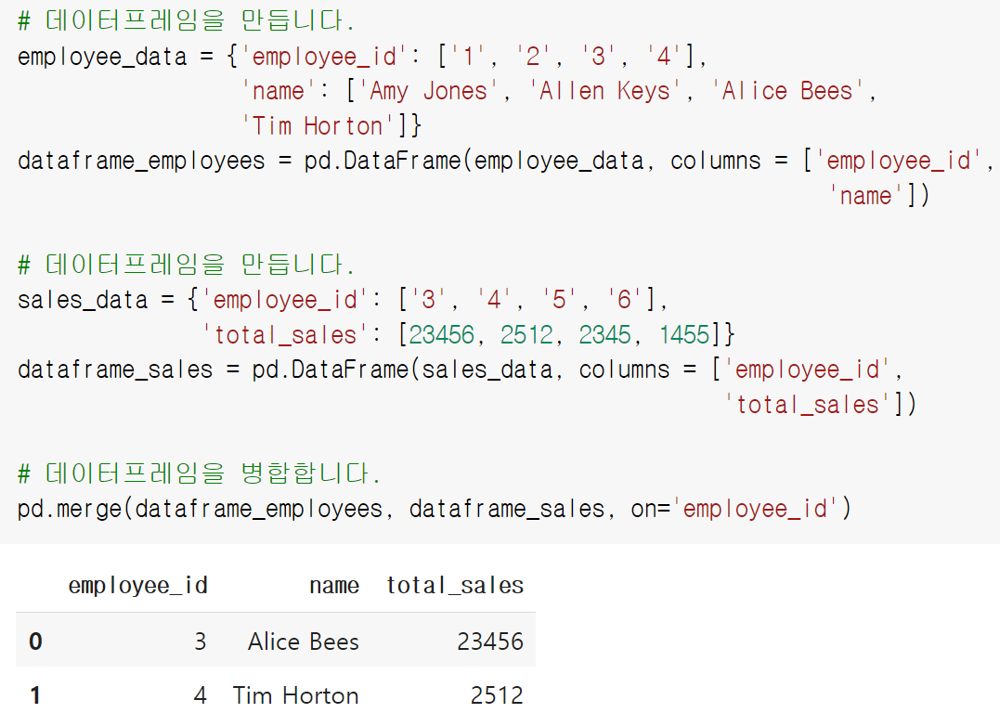 # 데이터프레임을 만듭니다.
employee_data = {'employee_id': ['1', '2', '3', '4'],
'name': ['Amy Jones', 'Allen Keys', 'Alice Bees',
'Tim Horton']}
dataframe_employees = pd.DataFrame(employee_data, columns = ['employee_id',
'name'])
# 데이터프레임을 만듭니다.
sales_data = {'employee_id': ['3', '4', '5', '6'],
'total_sales': [23456, 2512, 2345, 1455]}
dataframe_sales = pd.DataFrame(sales_data, columns = ['employee_id',
'total_sales'])
# 데이터프레임을 병합합니다.
pd.merge(dataframe_employees, dataframe_sales, on='employee_id')
employee_id name total_sales
0 3 Alice Bees 23456
1 4 Tim Horton 2512